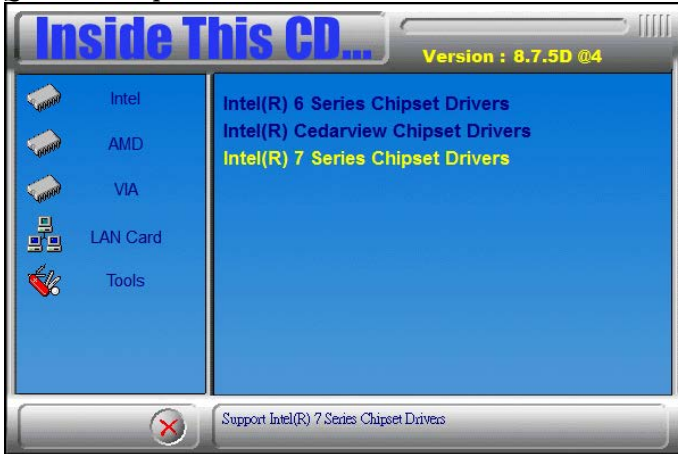 Inside This CD...
Version : 8.7.5D @4
Intel
AMD
VIA
LAN Card
Tools
Intel(R) 6 Series Chipset Drivers
Intel(R) Cedarview Chipset Drivers
Intel(R) 7 Series Chipset Drivers
Support Intel(R) 7 Series Chipset Drivers